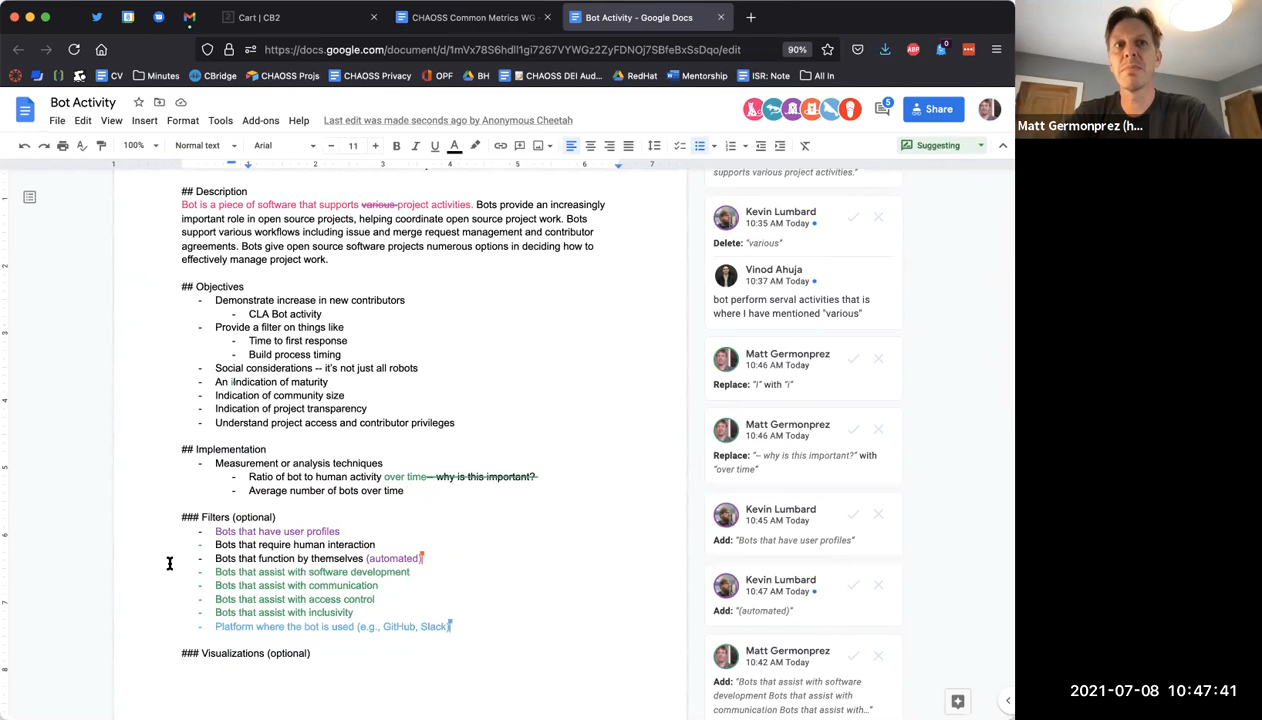 Cart | CB2
CHAOSS Common Metrics WG -
Bot Activity - Google Docs
https://docs.google.com/document/d/1mVx78S6hdll1gi7267VYWGz2ZyFDNOj7SBfeBxSsDqo/edit
90%
CV
Minutes
CBridge
CHAOSS Projs
CHAOSS Privacy
OPF
BH
CHAOSS DEI Aud...
RedHat
Mentorship
ISR: Note
All In
Matt Germonprez (h...
Bot Activity
File Edit View Insert Format Tools Add-ons Help Last edit was made seconds ago by Anonymous Cheetah
5
Share
100% Normal text Arial 11
Suggesting
1 2 3 4 5 6 7
## Description
Bot is a piece of software that supports various project activities. Bots provide an increasingly
important role in open source projects, helping coordinate open source project work. Bots
support various workflows including issue and merge request management and contributor
agreements. Bots give open source software projects numerous options in deciding how to
effectively manage project work.
## Objectives
- Demonstrate increase in new contributors
- CLA Bot activity
- Provide a filter on things like
- Time to first response
- Build process timing
- Social considerations -- it's not just all robots
- An iIndication of maturity
- Indication of community size
- Indication of project transparency
- Understand project access and contributor privileges
## Implementation
- Measurement or analysis techniques
- Ratio of bot to human activity over time-- why is this important?
- Average number of bots over time
### Filters (optional)
- Bots that have user profiles
- Bots that require human interaction
- Bots that function by themselves (automated)
- Bots that assist with software development
- Bots that assist with communication
- Bots that assist with access control
- Bots that assist with inclusivity
- Platform where the bot is used (e.g., GitHub, Slack)
### Visualizations (optional)
supports various project activities."
Kevin Lumbard
10:35 AM Today
Delete: "various"
Vinod Ahuja
10:37 AM Today
bot perform serval activities that is
where I have mentioned "various"
Matt Germonprez
10:46 AM Today
Replace: "I" with "i"
Matt Germonprez
10:46 AM Today
Replace: "-- why is this important?" with
"over time"
Kevin Lumbard
10:45 AM Today
Add: "Bots that have user profiles"
Kevin Lumbard
10:47 AM Today
Add: "(automated)"
Matt Germonprez
10:42 AM Today
Add: "Bots that assist with software
development Bots that assist with
communication Bots that assist with..."
2021-07-08 10:47:41